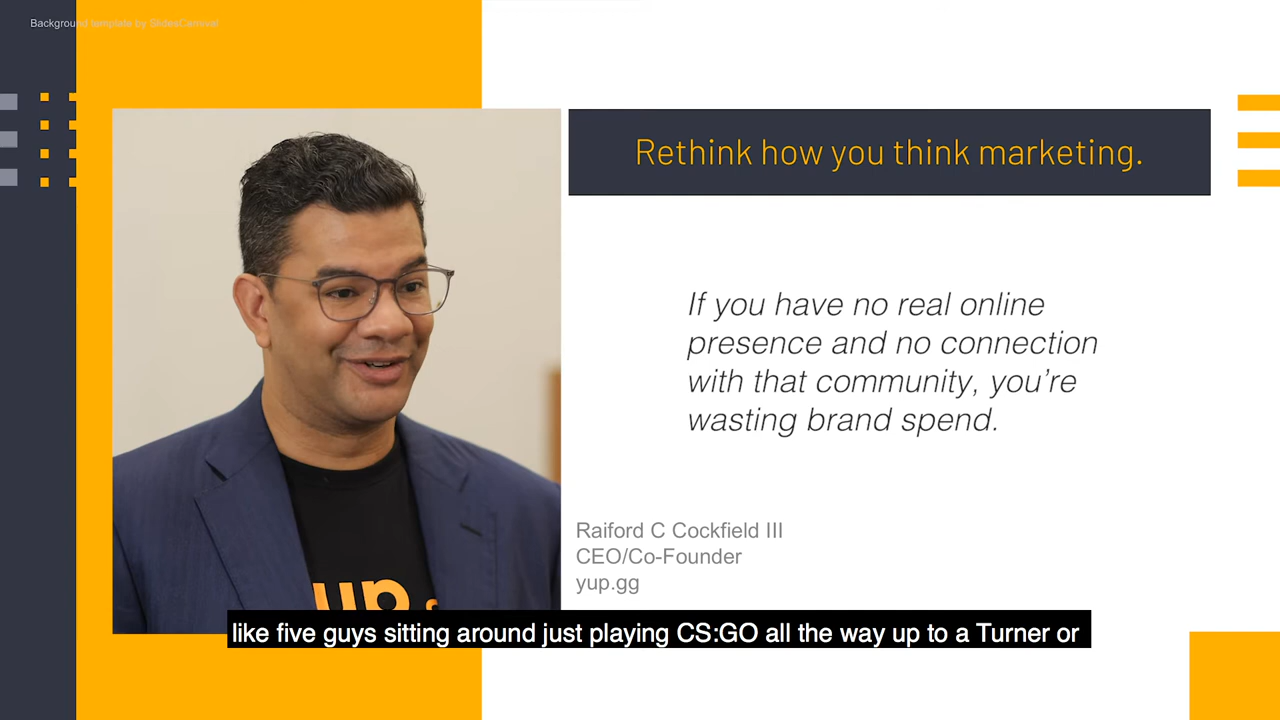 Background template by SlidesCarnival
Rethink how you think marketing.
If you have no real online
presence and no connection
with that community, you're
wasting brand spend.
Raiford C Cockfield III
CEO/Co-Founder
yup.gg
yup.
like five guys sitting around just playing CS:GO all the way up to a Turner or